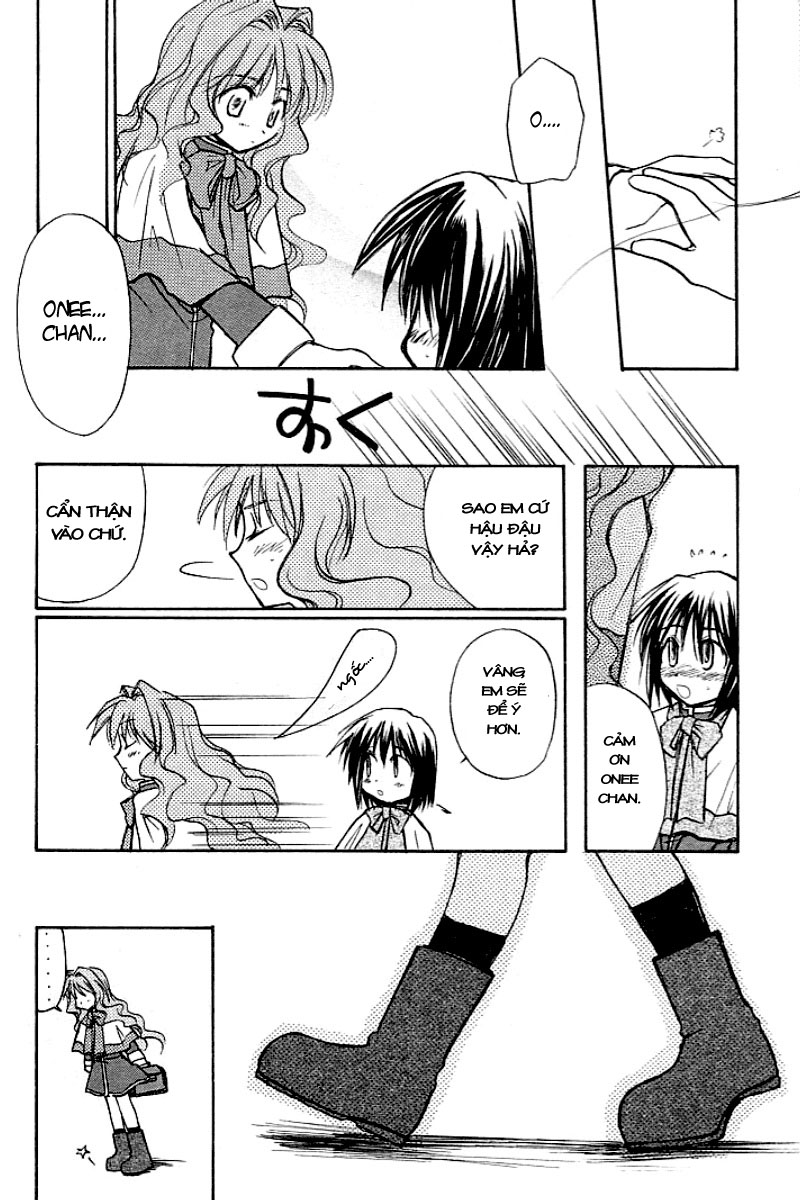 O....
ONEE...
CHAN...
すっく
SAO EM CỨ
HẬU ĐẬU
VẬY HẢ?
CẨN THẬN
VÀO CHỨ.
CẢM
ƠN
ONEE
CHAN.
VÂNG,
EM SẼ
ĐỂ Ý
HƠN.
ngốc...
......